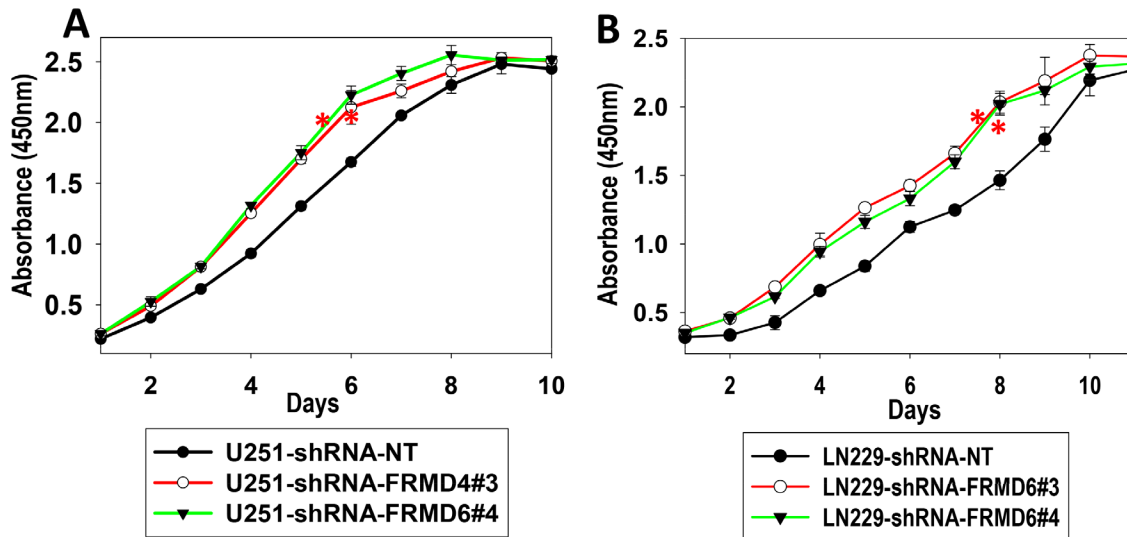 A
Absorbance (450nm)
2.5
2.0
1.5
1.0
0.5
* *
2 4 6 8 10
Days
U251-shRNA-NT
U251-shRNA-FRMD4#3
U251-shRNA-FRMD6#4
B
Absorbance (450nm)
2.5
2.0
1.5
1.0
0.5
*
*
2 4 6 8 10
Days
LN229-shRNA-NT
LN229-shRNA-FRMD6#3
LN229-shRNA-FRMD6#4